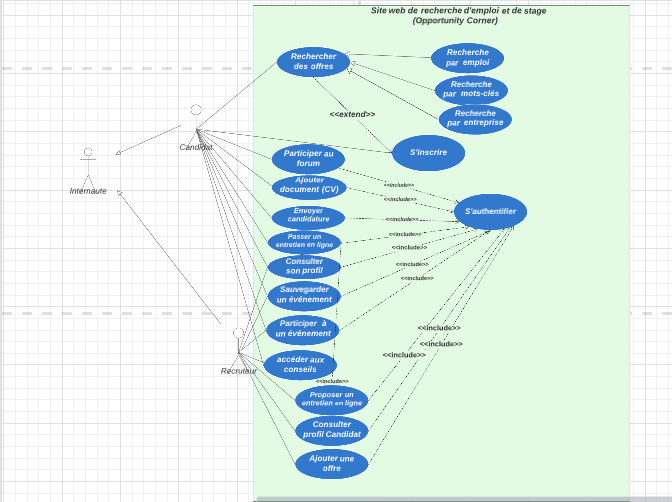 Site web de recherche d'emploi et de stage
(Opportunity Corner)
Rechercher
des offres
Recherche
par emploi
Recherche
par mots-clés
Recherche
par entreprise
<<extend>>
Candidat
S'inscrire
Internaute
Participer au
forum
Ajouter
document (CV)
<<include>>
<<include>>
S'authentifier
Envoyer
candidature
<<include>>
Passer un
entretien en ligne
<<include>>
<<include>>
Consulter
son profil
<<include>>
<<include>>
Sauvegarder
un événement
Participer à
un événement
<<include>>
<<include>>
<<include>>
Recruteur
accéder aux
conseils
<<include>>
Proposer un
entretien en ligne
Consulter
profil Candidat
Ajouter une
offre